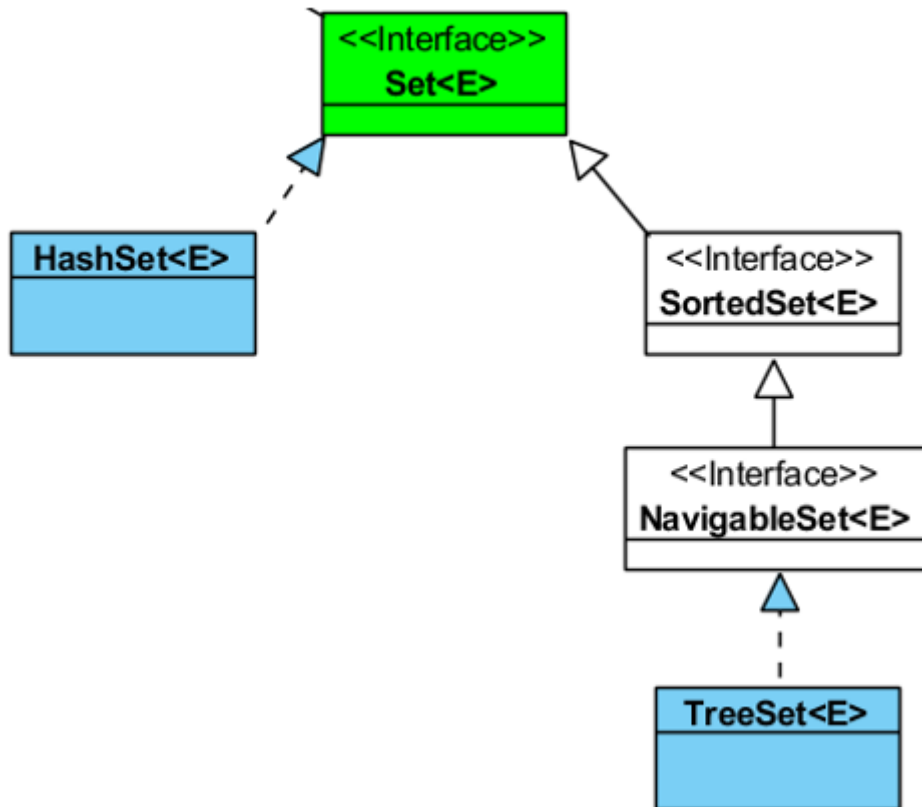 <<Interface>>
Set<E>
HashSet<E>
<<Interface>>
SortedSet<E>
<<Interface>>
NavigableSet<E>
TreeSet<E>